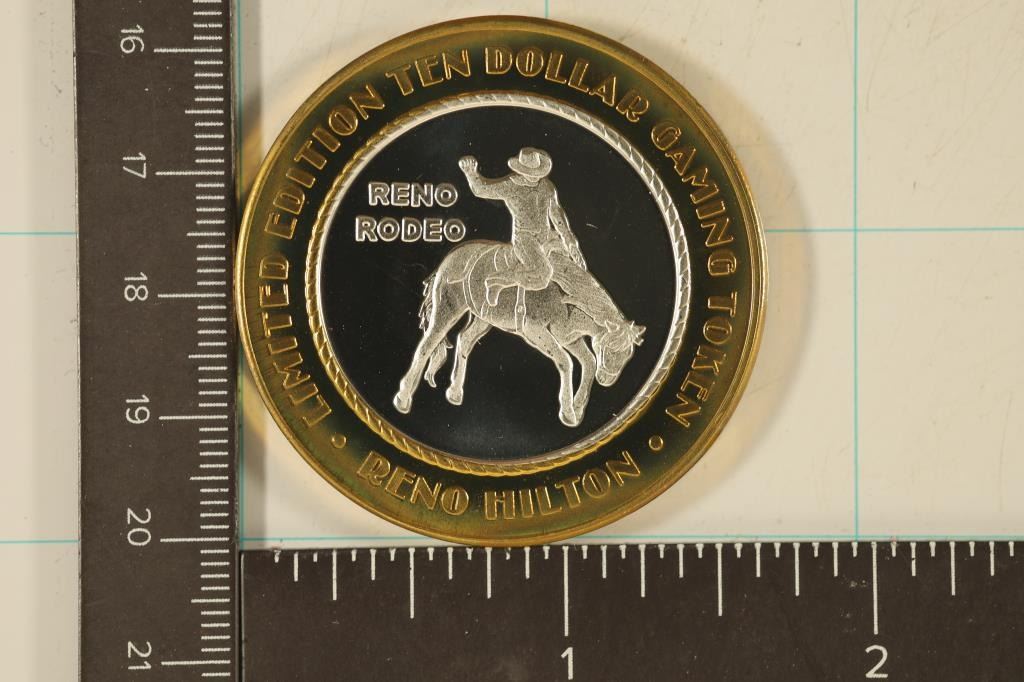 LIMITED EDITION TEN DOLLAR GAMING TOKEN
RENO
RODEO
• RENO HILTON •
16
17
18
19
20
21
1
2